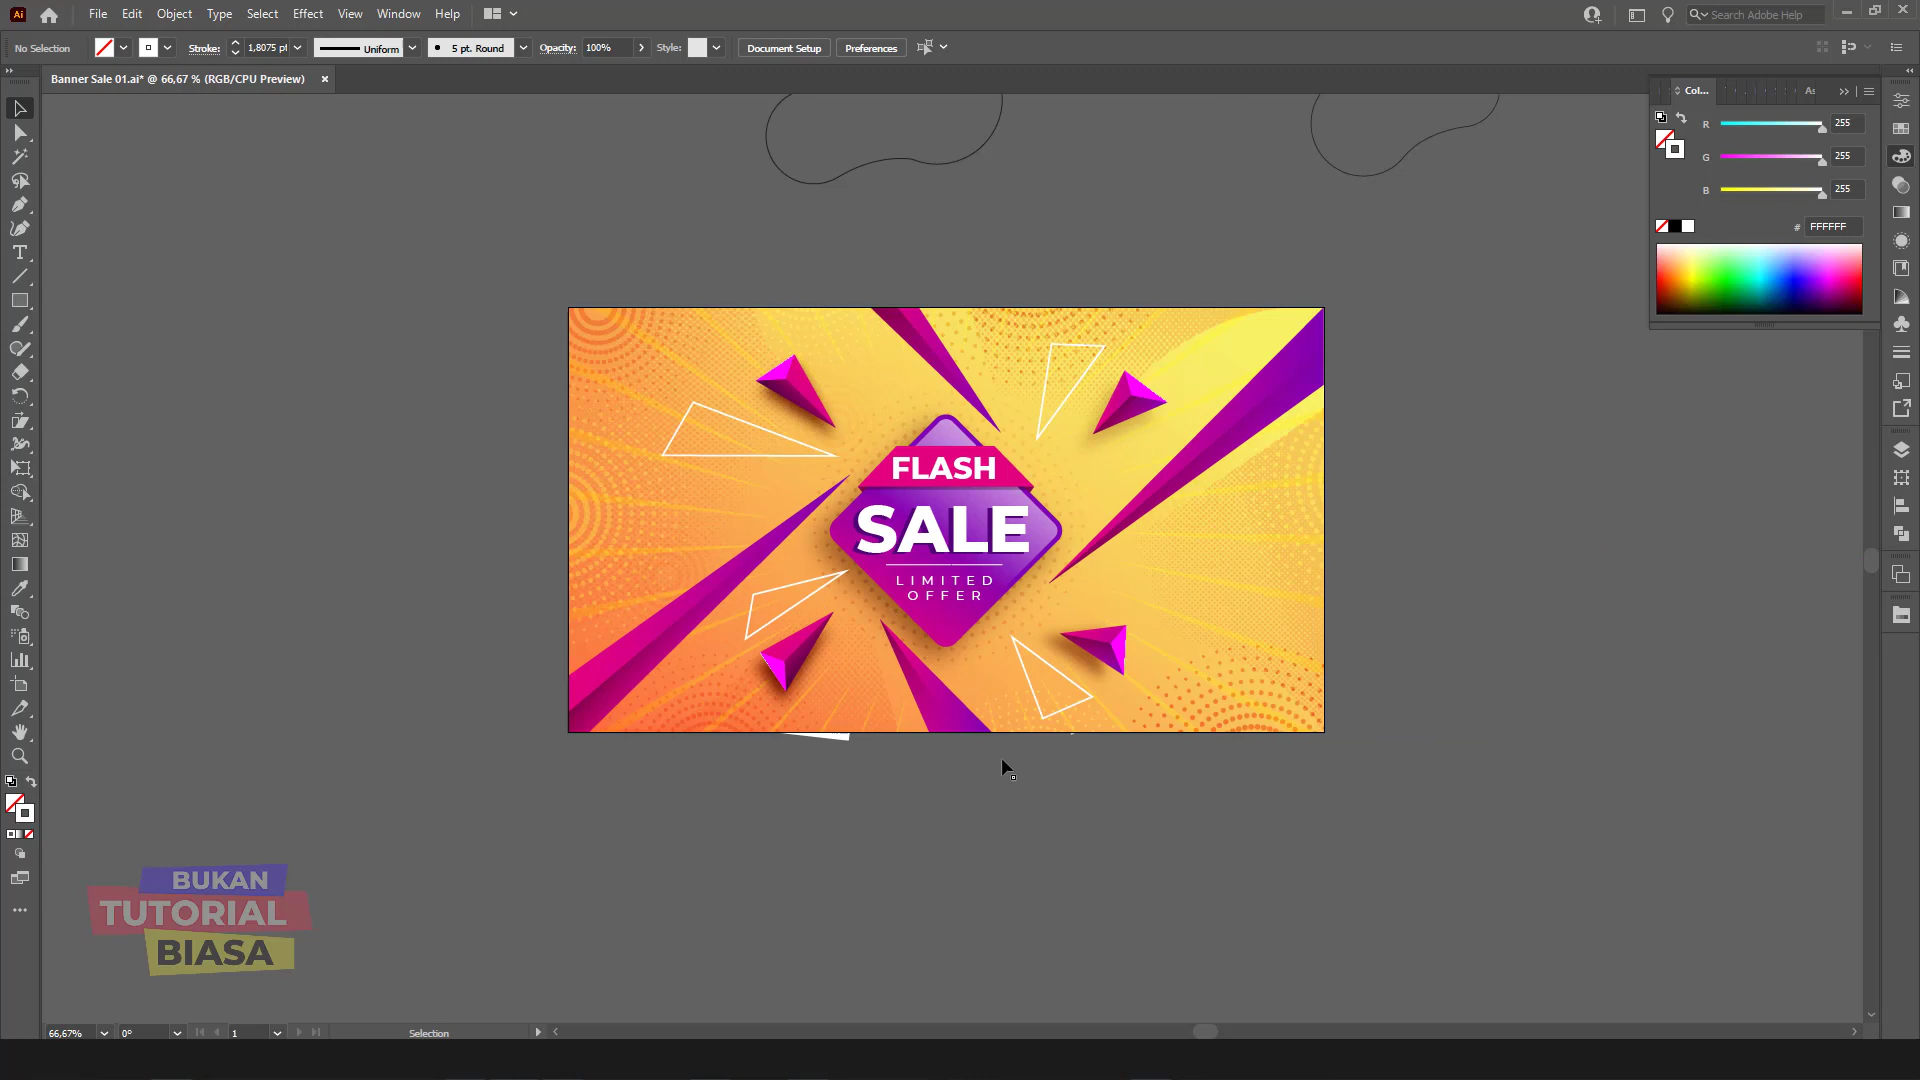 Ai
File Edit Object Type Select Effect View Window Help
Search Adobe Help
No Selection
Stroke: 1,8075 pt
Uniform
5 pt. Round
Opacity: 100%
Style:
Document Setup
Preferences
Banner Sale 01.ai* @ 66,67 % (RGB/CPU Preview)
Col...
As
R 255
G 255
B 255
# FFFFFF
FLASH
SALE
LIMITED
OFFER
BUKAN
TUTORIAL
BIASA
66,67%
0°
1
Selection